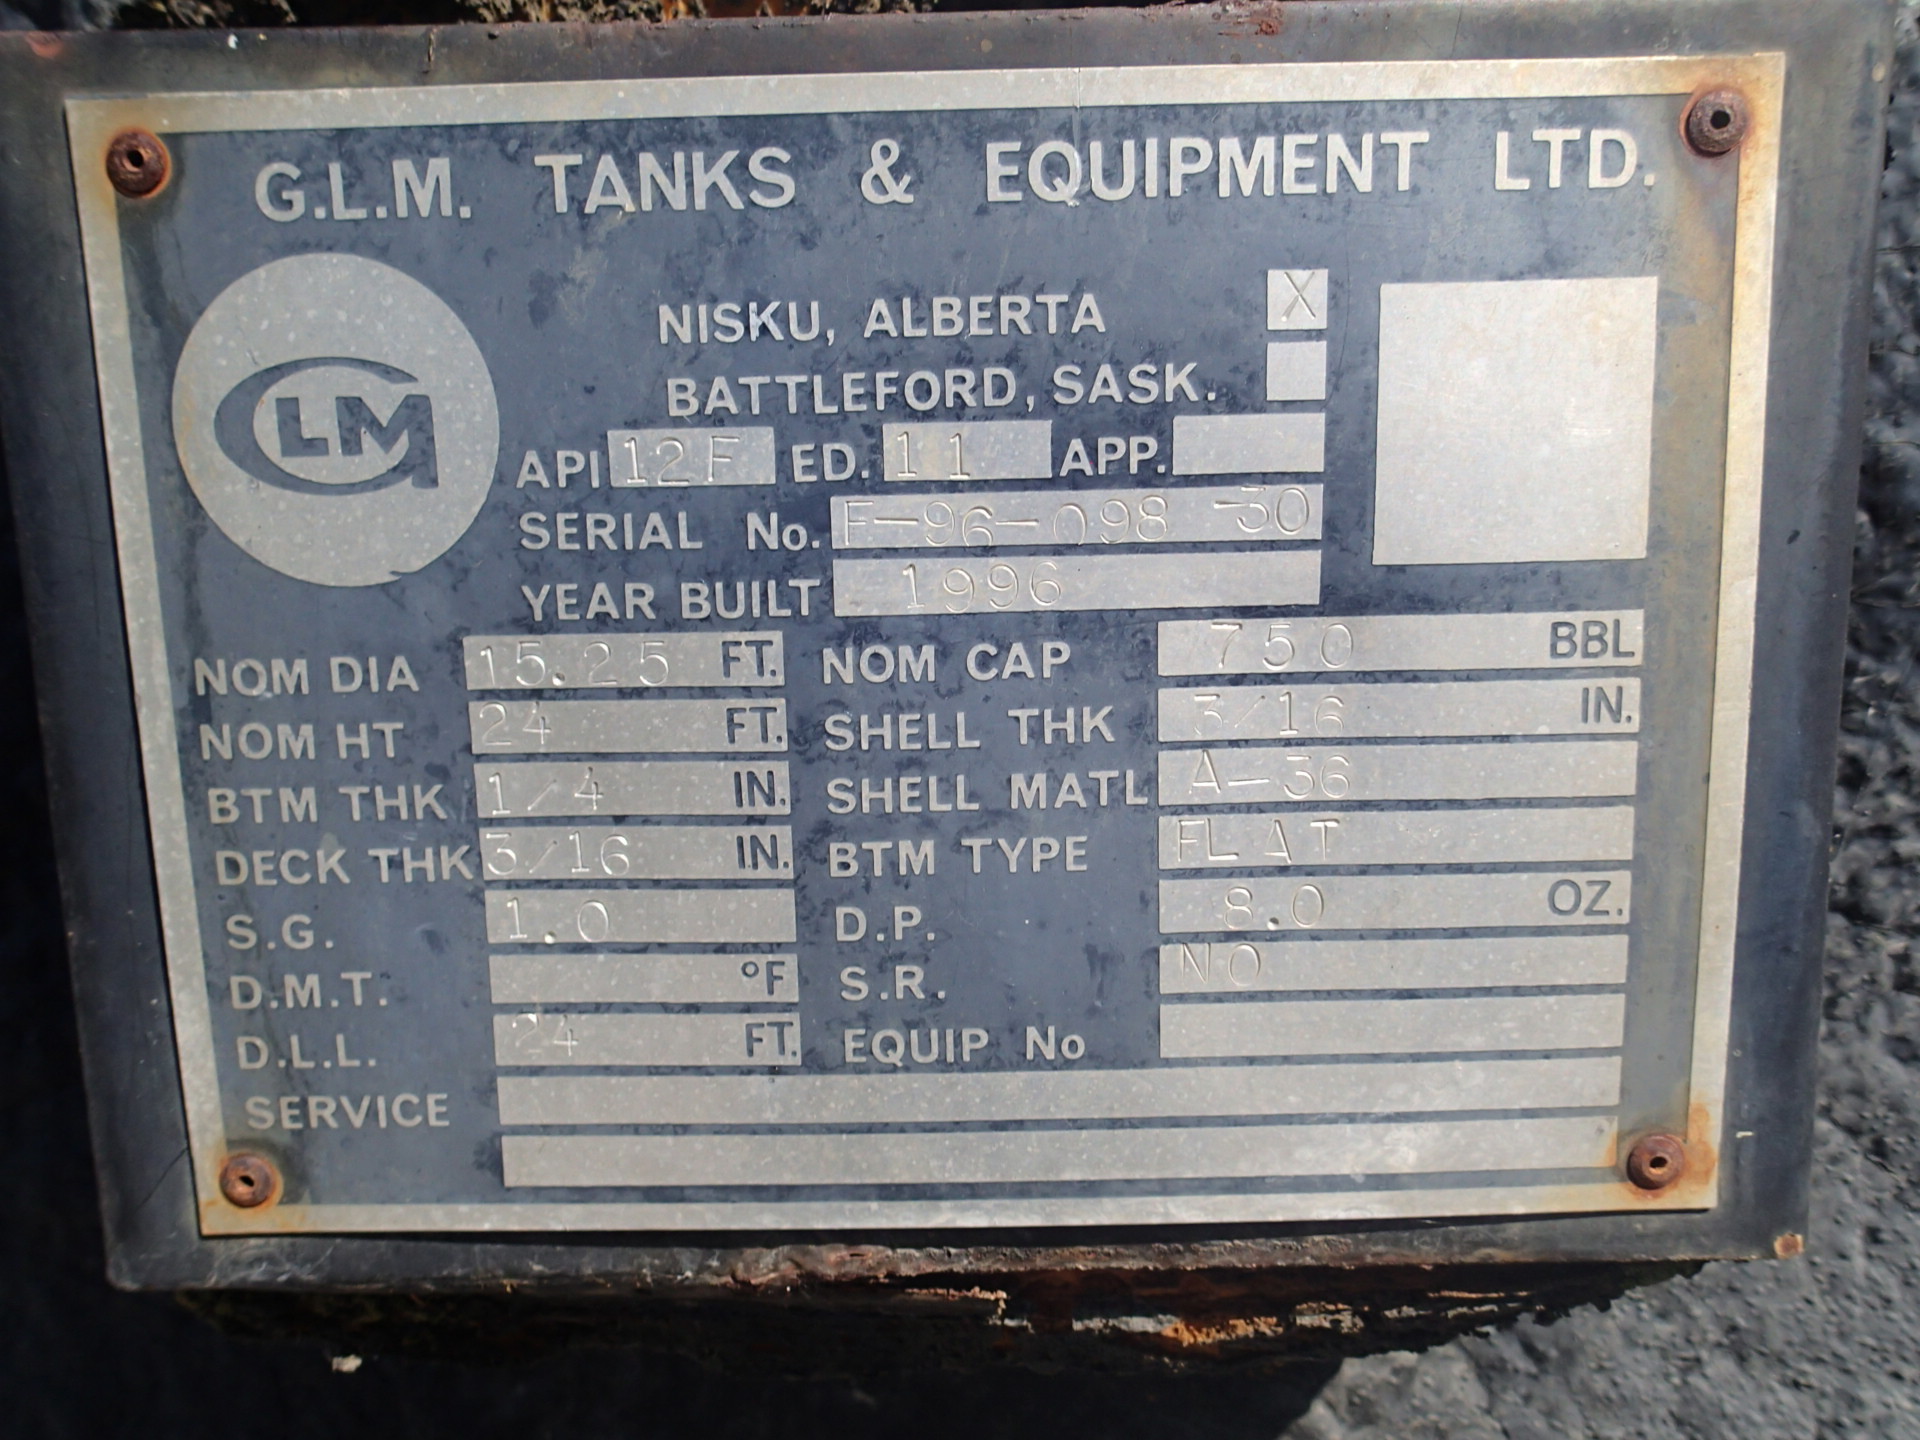 G.L.M. TANKS & EQUIPMENT LTD.
GLM
NISKU, ALBERTA X
BATTLEFORD, SASK.
API 12F ED. 11 APP.
SERIAL No. F-96-098-30
YEAR BUILT 1996
NOM DIA 15.25 FT. NOM CAP 750 BBL
NOM HT 24 FT. SHELL THK 3/16 IN.
BTM THK 1/4 IN. SHELL MATL A-36
DECK THK 3/16 IN. BTM TYPE FLAT
S.G. 1.0 D.P. 8.0 OZ.
D.M.T. °F S.R. NO
D.L.L. 24 FT. EQUIP No
SERVICE